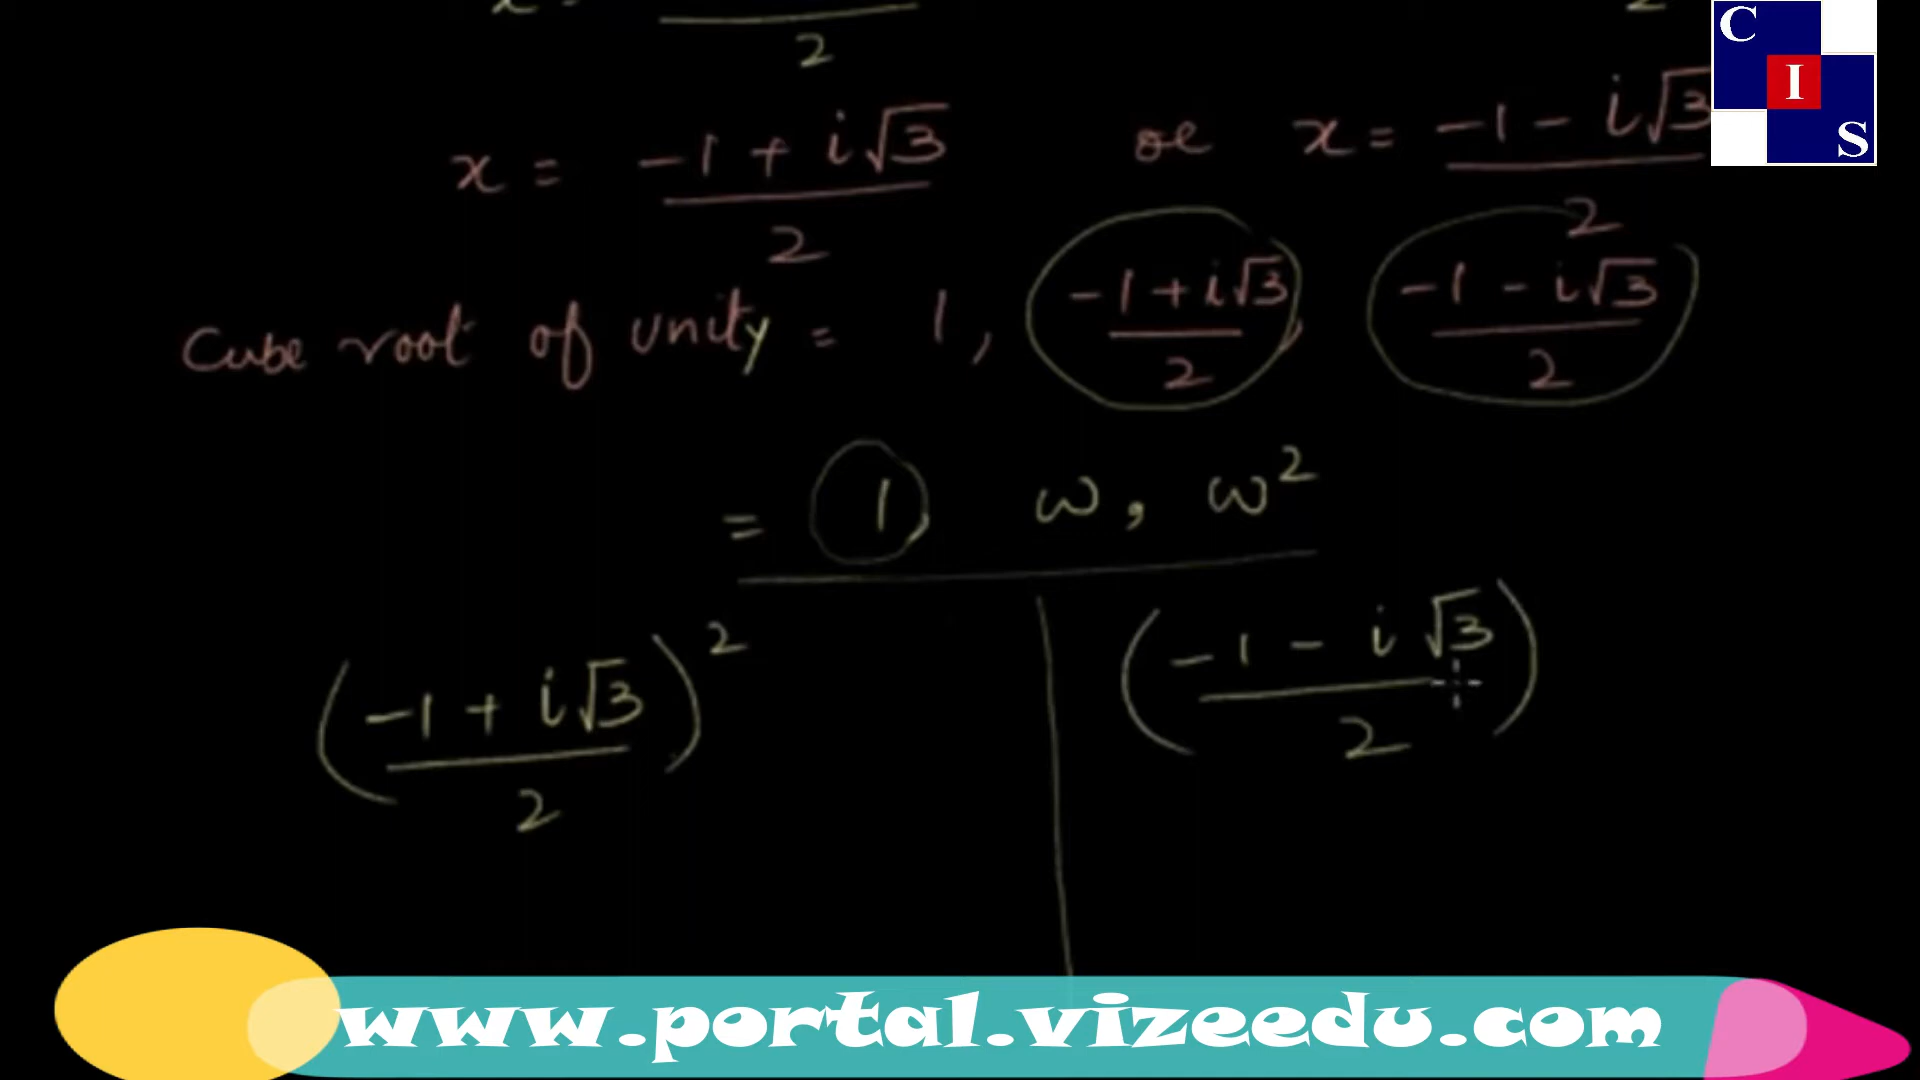 x = ――― 2
x = (-1 + i√3)/2 or x = (-1 - i√3)/2
Cube root of unity = 1, (-1 + i√3)/2, (-1 - i√3)/2
= 1 ω, ω²
((-1 + i√3)/2)² | ((-1 - i√3)/2)
C
I
S
www.portal.vizeedu.com